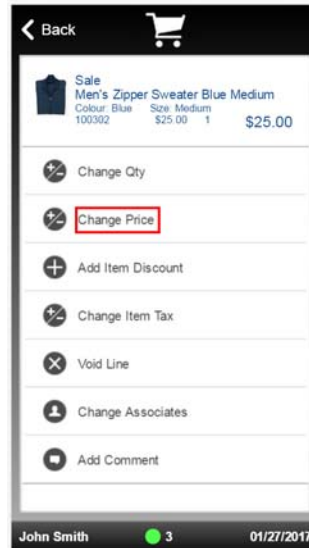 Back
Sale
Men's Zipper Sweater Blue Medium
Colour: Blue Size: Medium
100302 $25.00 1 $25.00
Change Qty
Change Price
Add Item Discount
Change Item Tax
Void Line
Change Associates
Add Comment
John Smith 3 01/27/2017